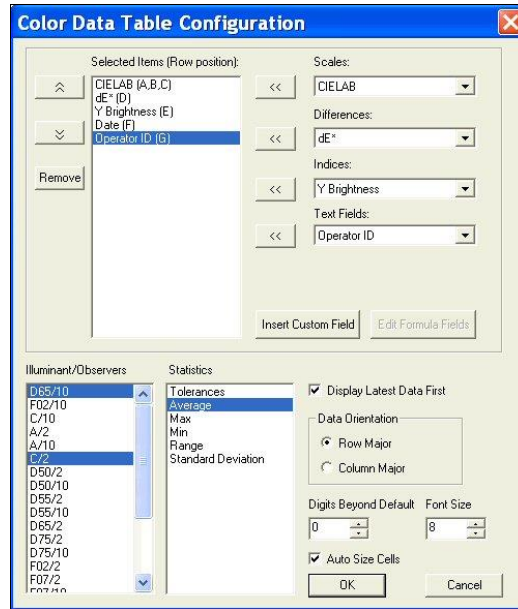 Color Data Table Configuration
Selected Items (Row position):
CIELAB (A,B,C)
dE* (D)
Y Brightness (E)
Date (F)
Operator ID (G)
Remove
<<
<<
<<
<<
Scales:
CIELAB
Differences:
dE*
Indices:
Y Brightness
Text Fields:
Operator ID
Insert Custom Field
Edit Formula Fields
Illuminant/Observers
D65/10
F02/10
C/10
A/2
A/10
C/2
D50/2
D50/10
D55/2
D55/10
D65/2
D75/2
D75/10
F02/2
F07/2
F07/10
Statistics
Tolerances
Average
Max
Min
Range
Standard Deviation
Display Latest Data First
Data Orientation
Row Major
Column Major
Digits Beyond Default
0
Font Size
8
Auto Size Cells
OK
Cancel